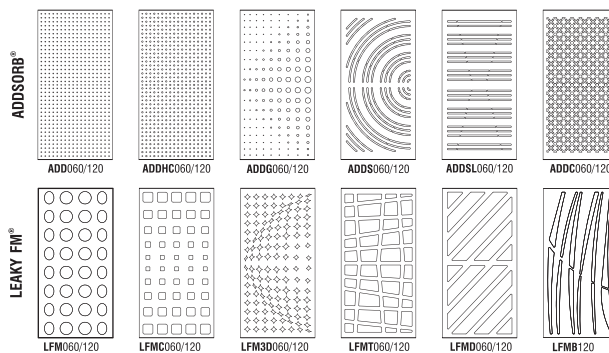 ADDSORB®
ADD060/120 ADDHC060/120 ADDG060/120 ADDS060/120 ADDSL060/120 ADDC060/120
LEAKY FM®
LFM060/120 LFMC060/120 LFM3D060/120 LFMT060/120 LFMD060/120 LFMB120